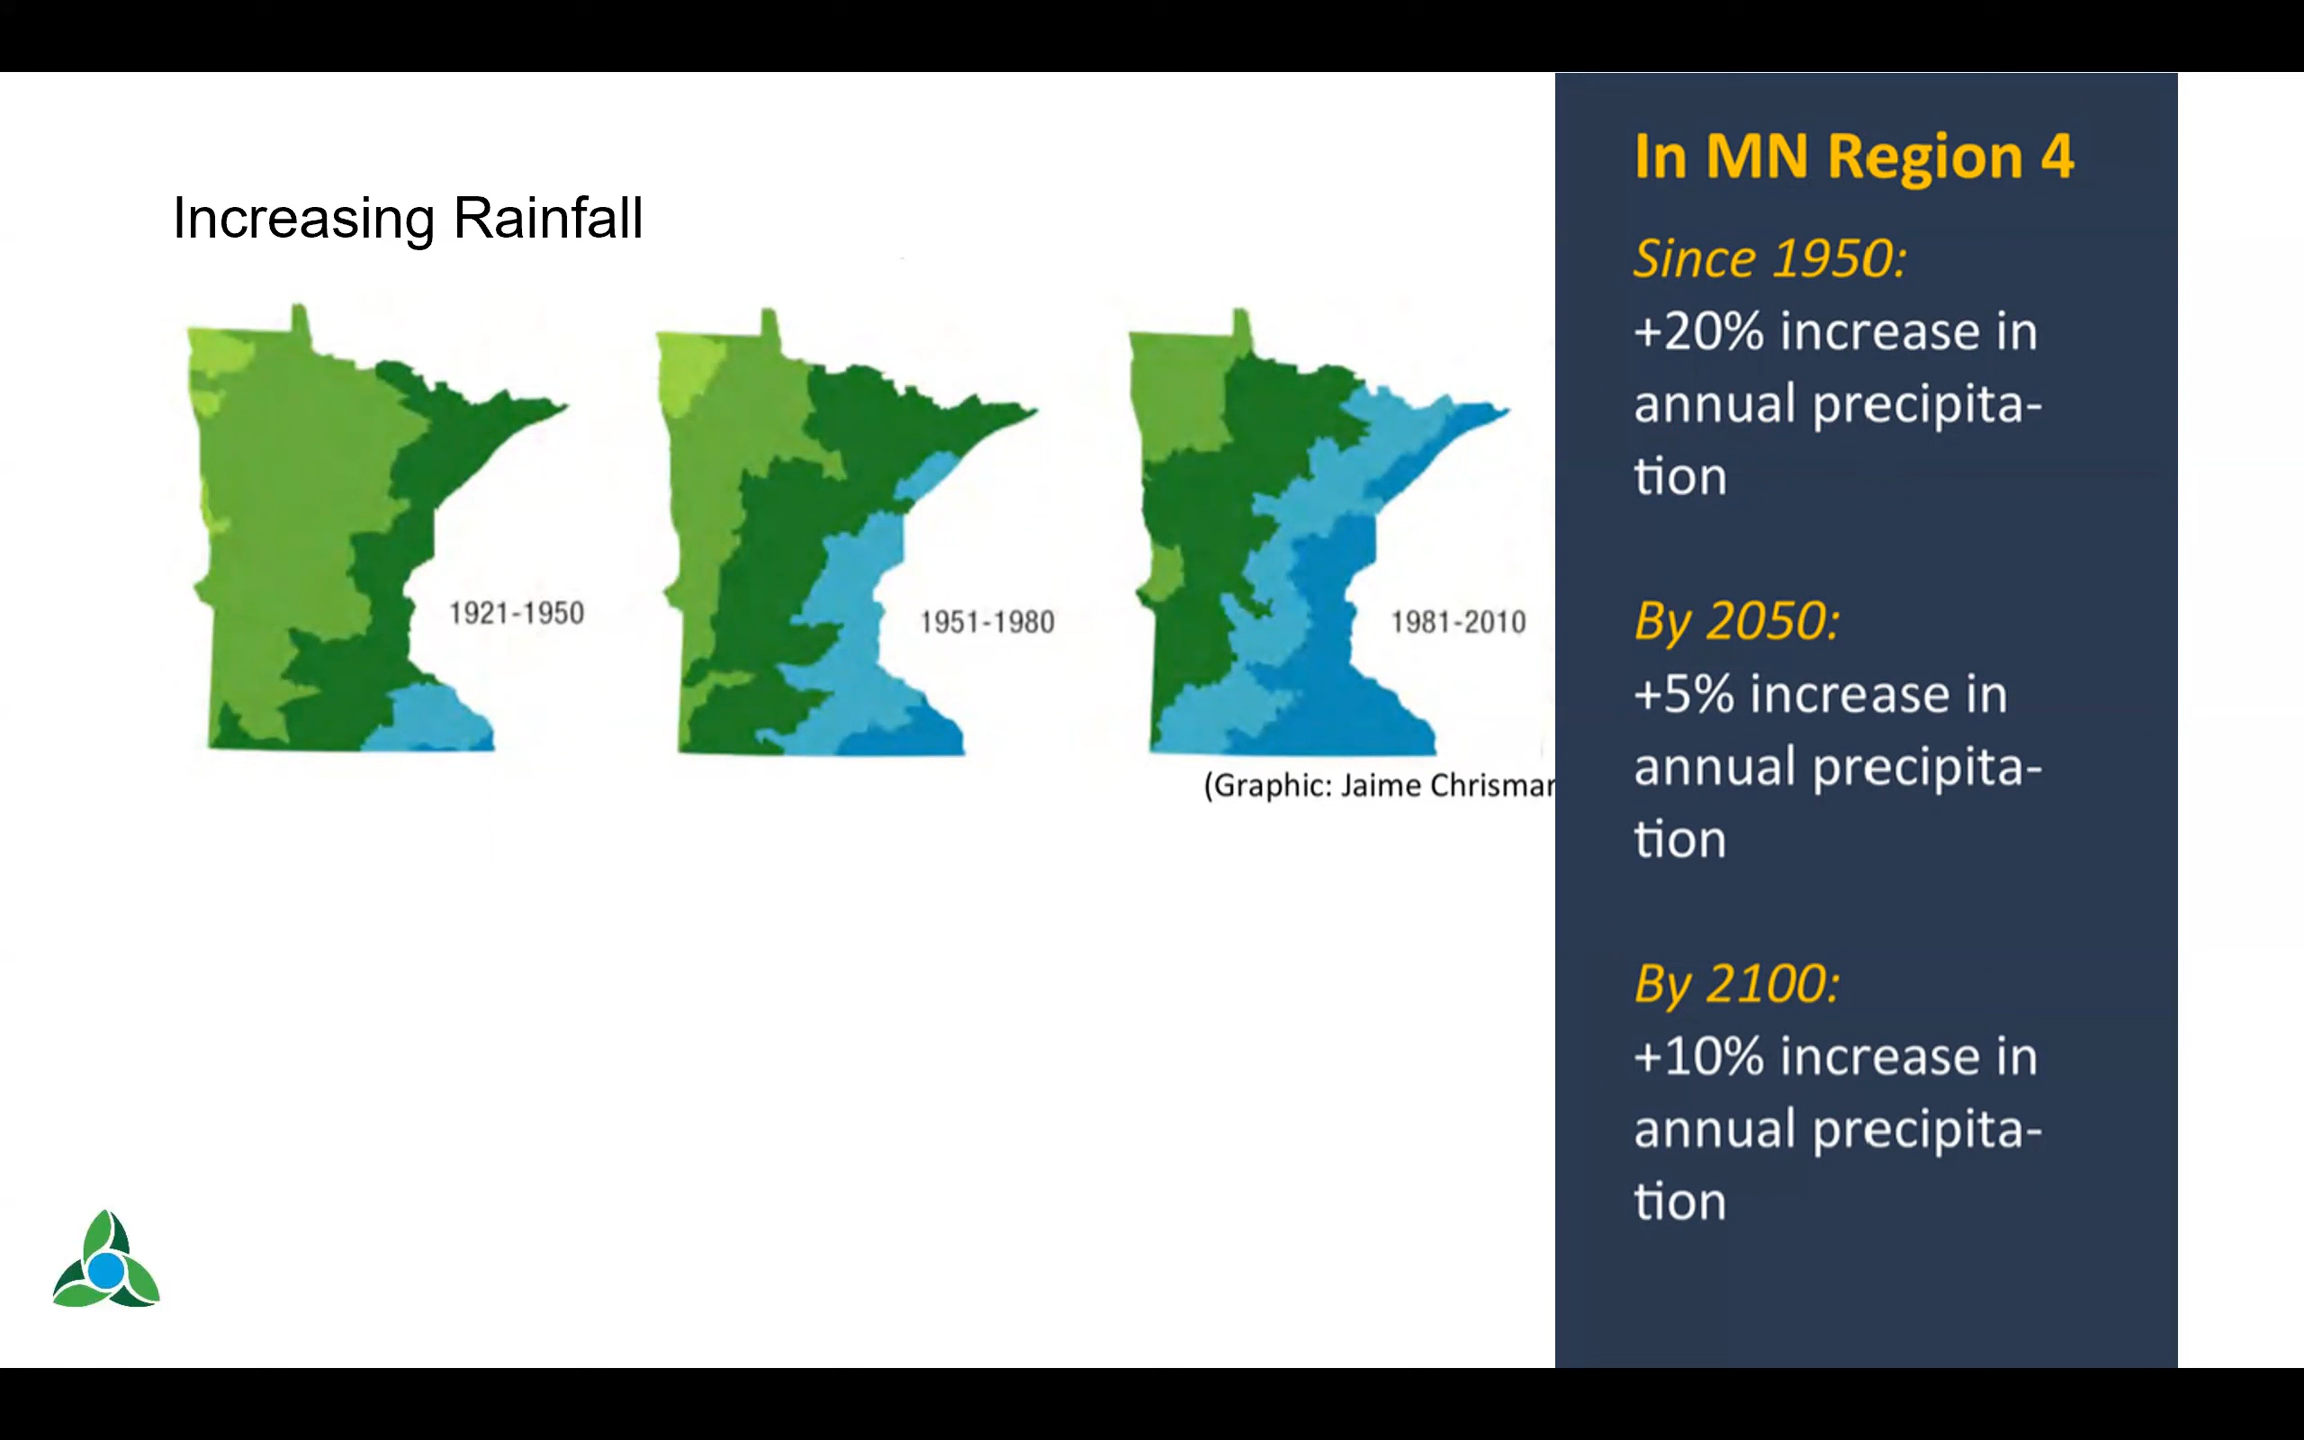 Increasing Rainfall
1921-1950
1951-1980
1981-2010
(Graphic: Jaime Chrisman
In MN Region 4
Since 1950:
+20% increase in
annual precipita-
tion
By 2050:
+5% increase in
annual precipita-
tion
By 2100:
+10% increase in
annual precipita-
tion